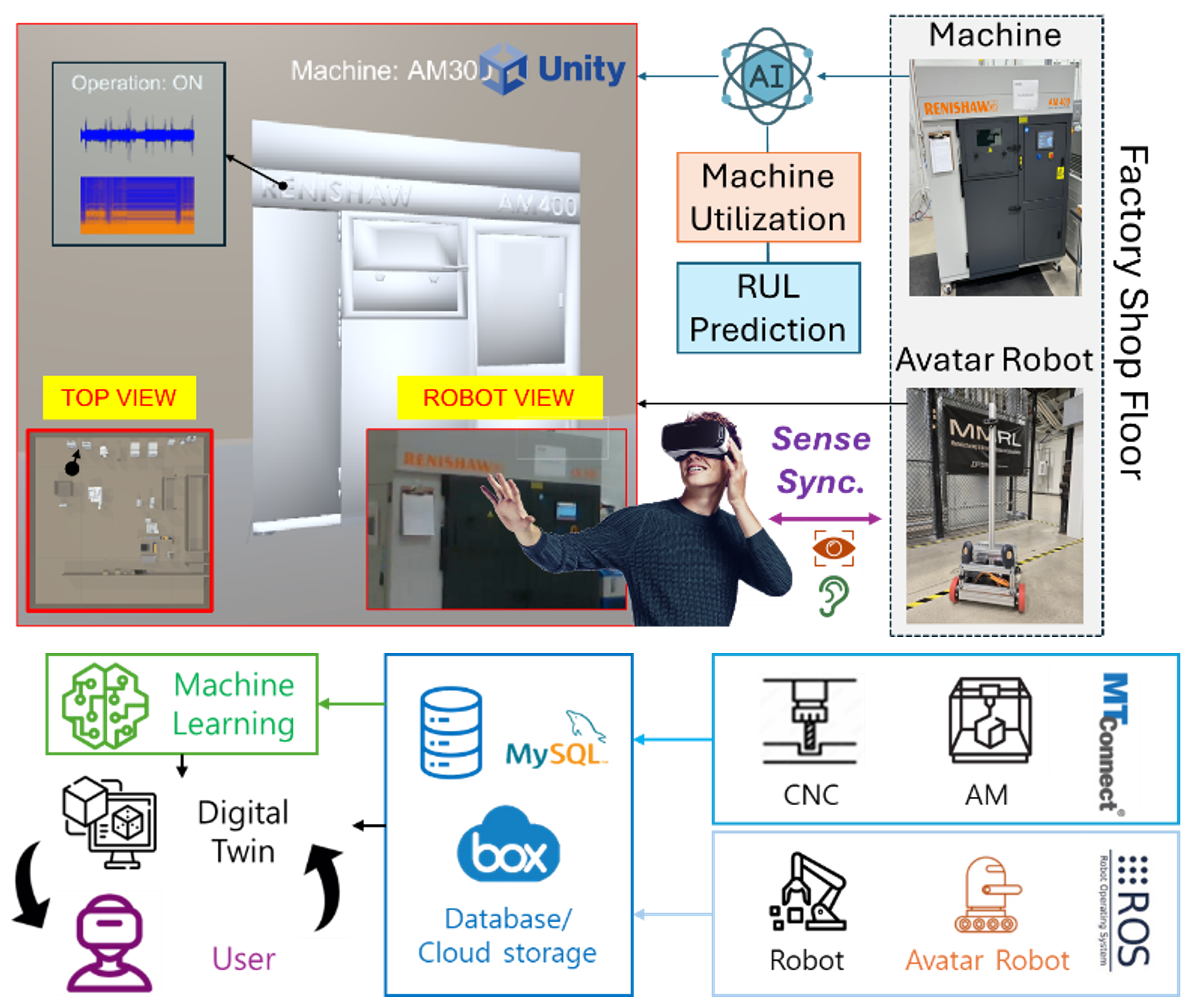 Machine: AM300
Unity
Operation: ON
RENISHAW
AM 400
TOP VIEW
ROBOT VIEW
RENISHAW
AI
Machine
Utilization
RUL
Prediction
Machine
RENISHAW
AM 400
Factory Shop Floor
Avatar Robot
MMRL
Sense
Sync.
Machine
Learning
Digital
Twin
User
MySQL
box
Database/
Cloud storage
CNC
AM
MTConnect®
Robot
Avatar Robot
ROS
Robot Operating System